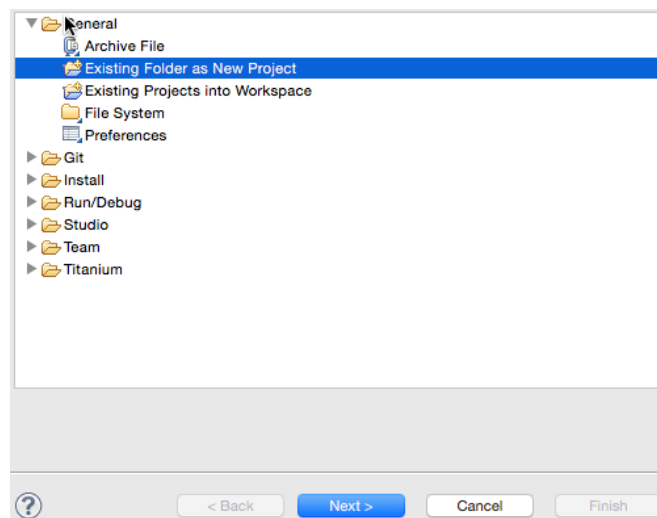 General
Archive File
Existing Folder as New Project
Existing Projects into Workspace
File System
Preferences
Git
Install
Run/Debug
Studio
Team
Titanium
? < Back Next > Cancel Finish